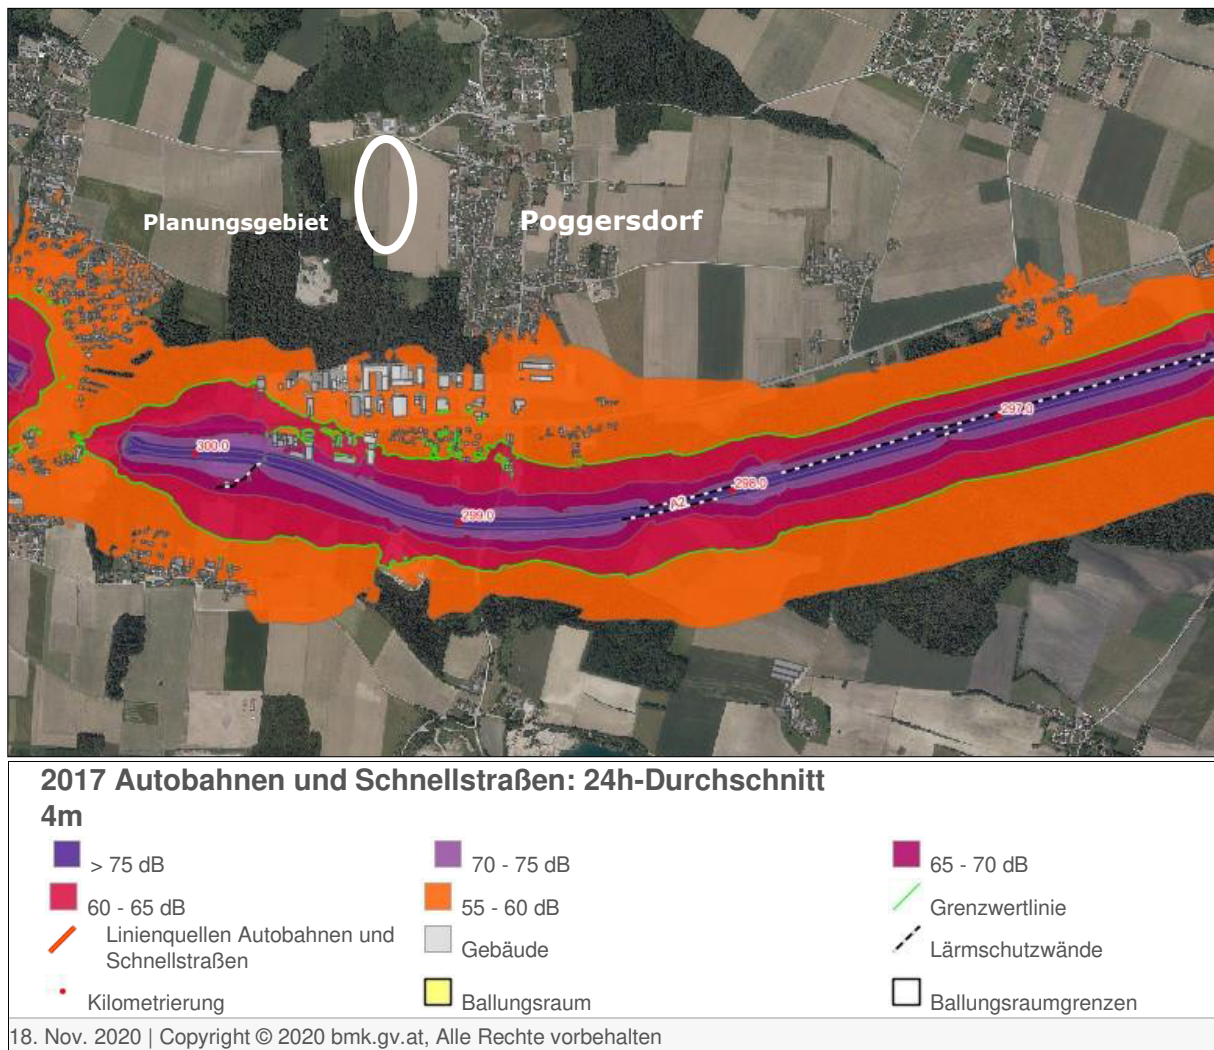 Planungsgebiet
Poggersdorf
300.0
299.0
A2
298.0
297.0
2017 Autobahnen und Schnellstraßen: 24h-Durchschnitt
4m
> 75 dB
70 - 75 dB
65 - 70 dB
60 - 65 dB
55 - 60 dB
Grenzwertlinie
Linienquellen Autobahnen und
Schnellstraßen
Gebäude
Lärmschutzwände
Kilometrierung
Ballungsraum
Ballungsraumgrenzen
18. Nov. 2020 | Copyright © 2020 bmk.gv.at, Alle Rechte vorbehalten